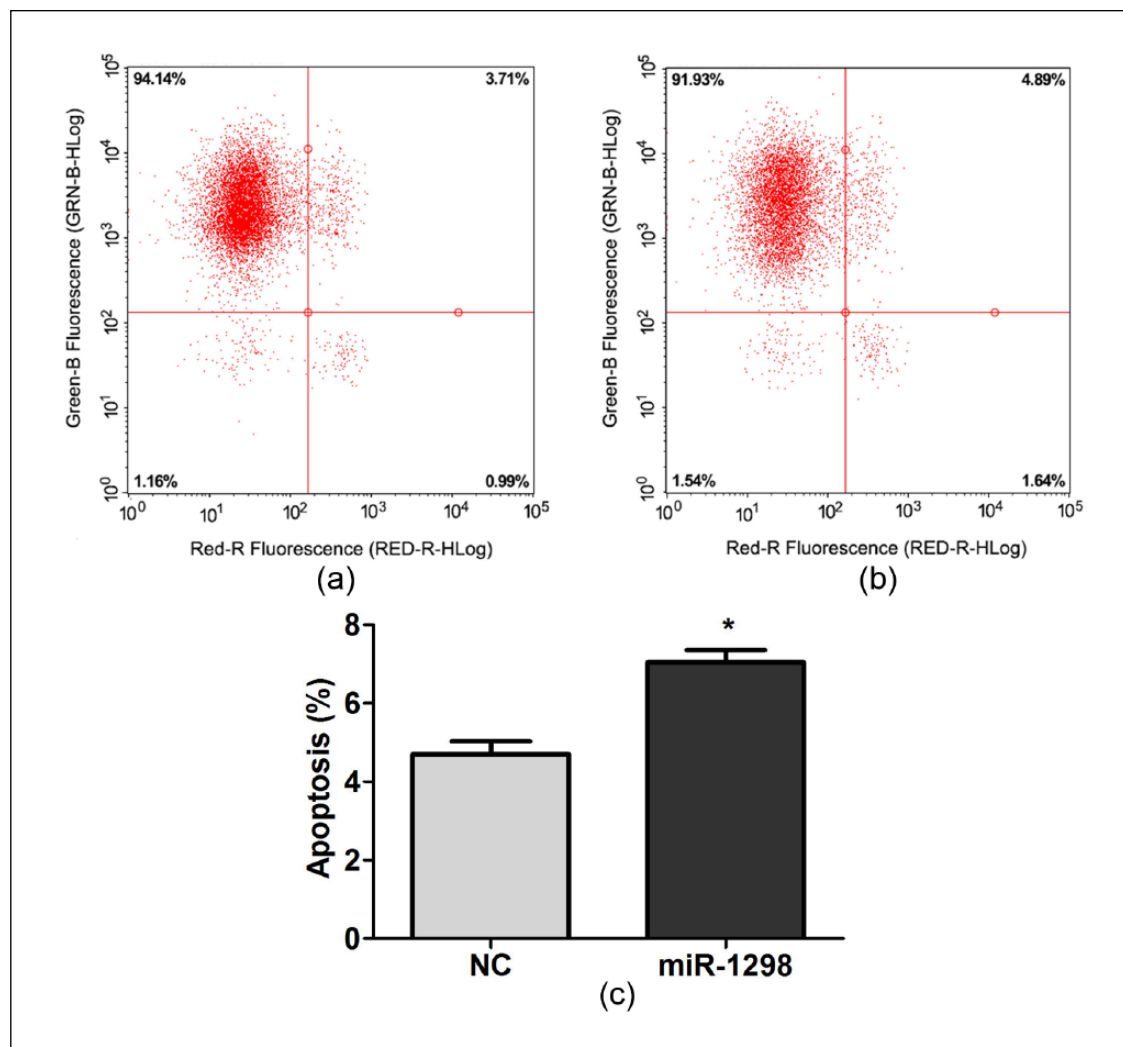 94.14% 3.71%
10⁵
10⁴
10³
10²
10¹
10⁰
Green-B Fluorescence (GRN-B-HLog)
1.16% 0.99%
10⁰ 10¹ 10² 10³ 10⁴ 10⁵
Red-R Fluorescence (RED-R-HLog)
(a)
91.93% 4.89%
10⁵
10⁴
10³
10²
10¹
10⁰
Green-B Fluorescence (GRN-B-HLog)
1.54% 1.64%
10⁰ 10¹ 10² 10³ 10⁴ 10⁵
Red-R Fluorescence (RED-R-HLog)
(b)
8
6
4
2
0
Apoptosis (%)
*
NC miR-1298
(c)